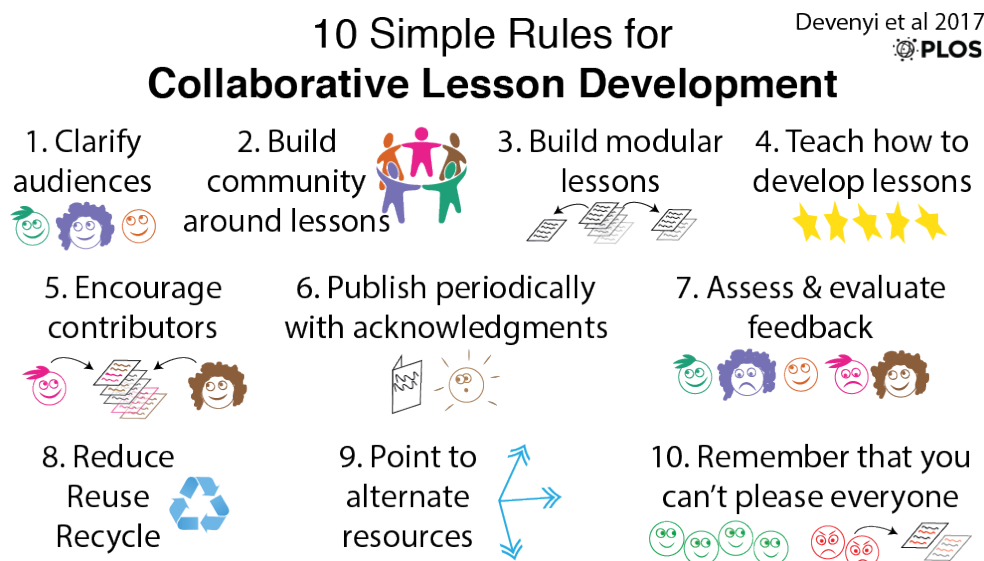 10 Simple Rules for
Collaborative Lesson Development
Devenyi et al 2017
PLOS
1. Clarify
audiences
2. Build
community
around lessons
3. Build modular
lessons
4. Teach how to
develop lessons
5. Encourage
contributors
6. Publish periodically
with acknowledgments
7. Assess & evaluate
feedback
8. Reduce
Reuse
Recycle
9. Point to
alternate
resources
10. Remember that you
can't please everyone